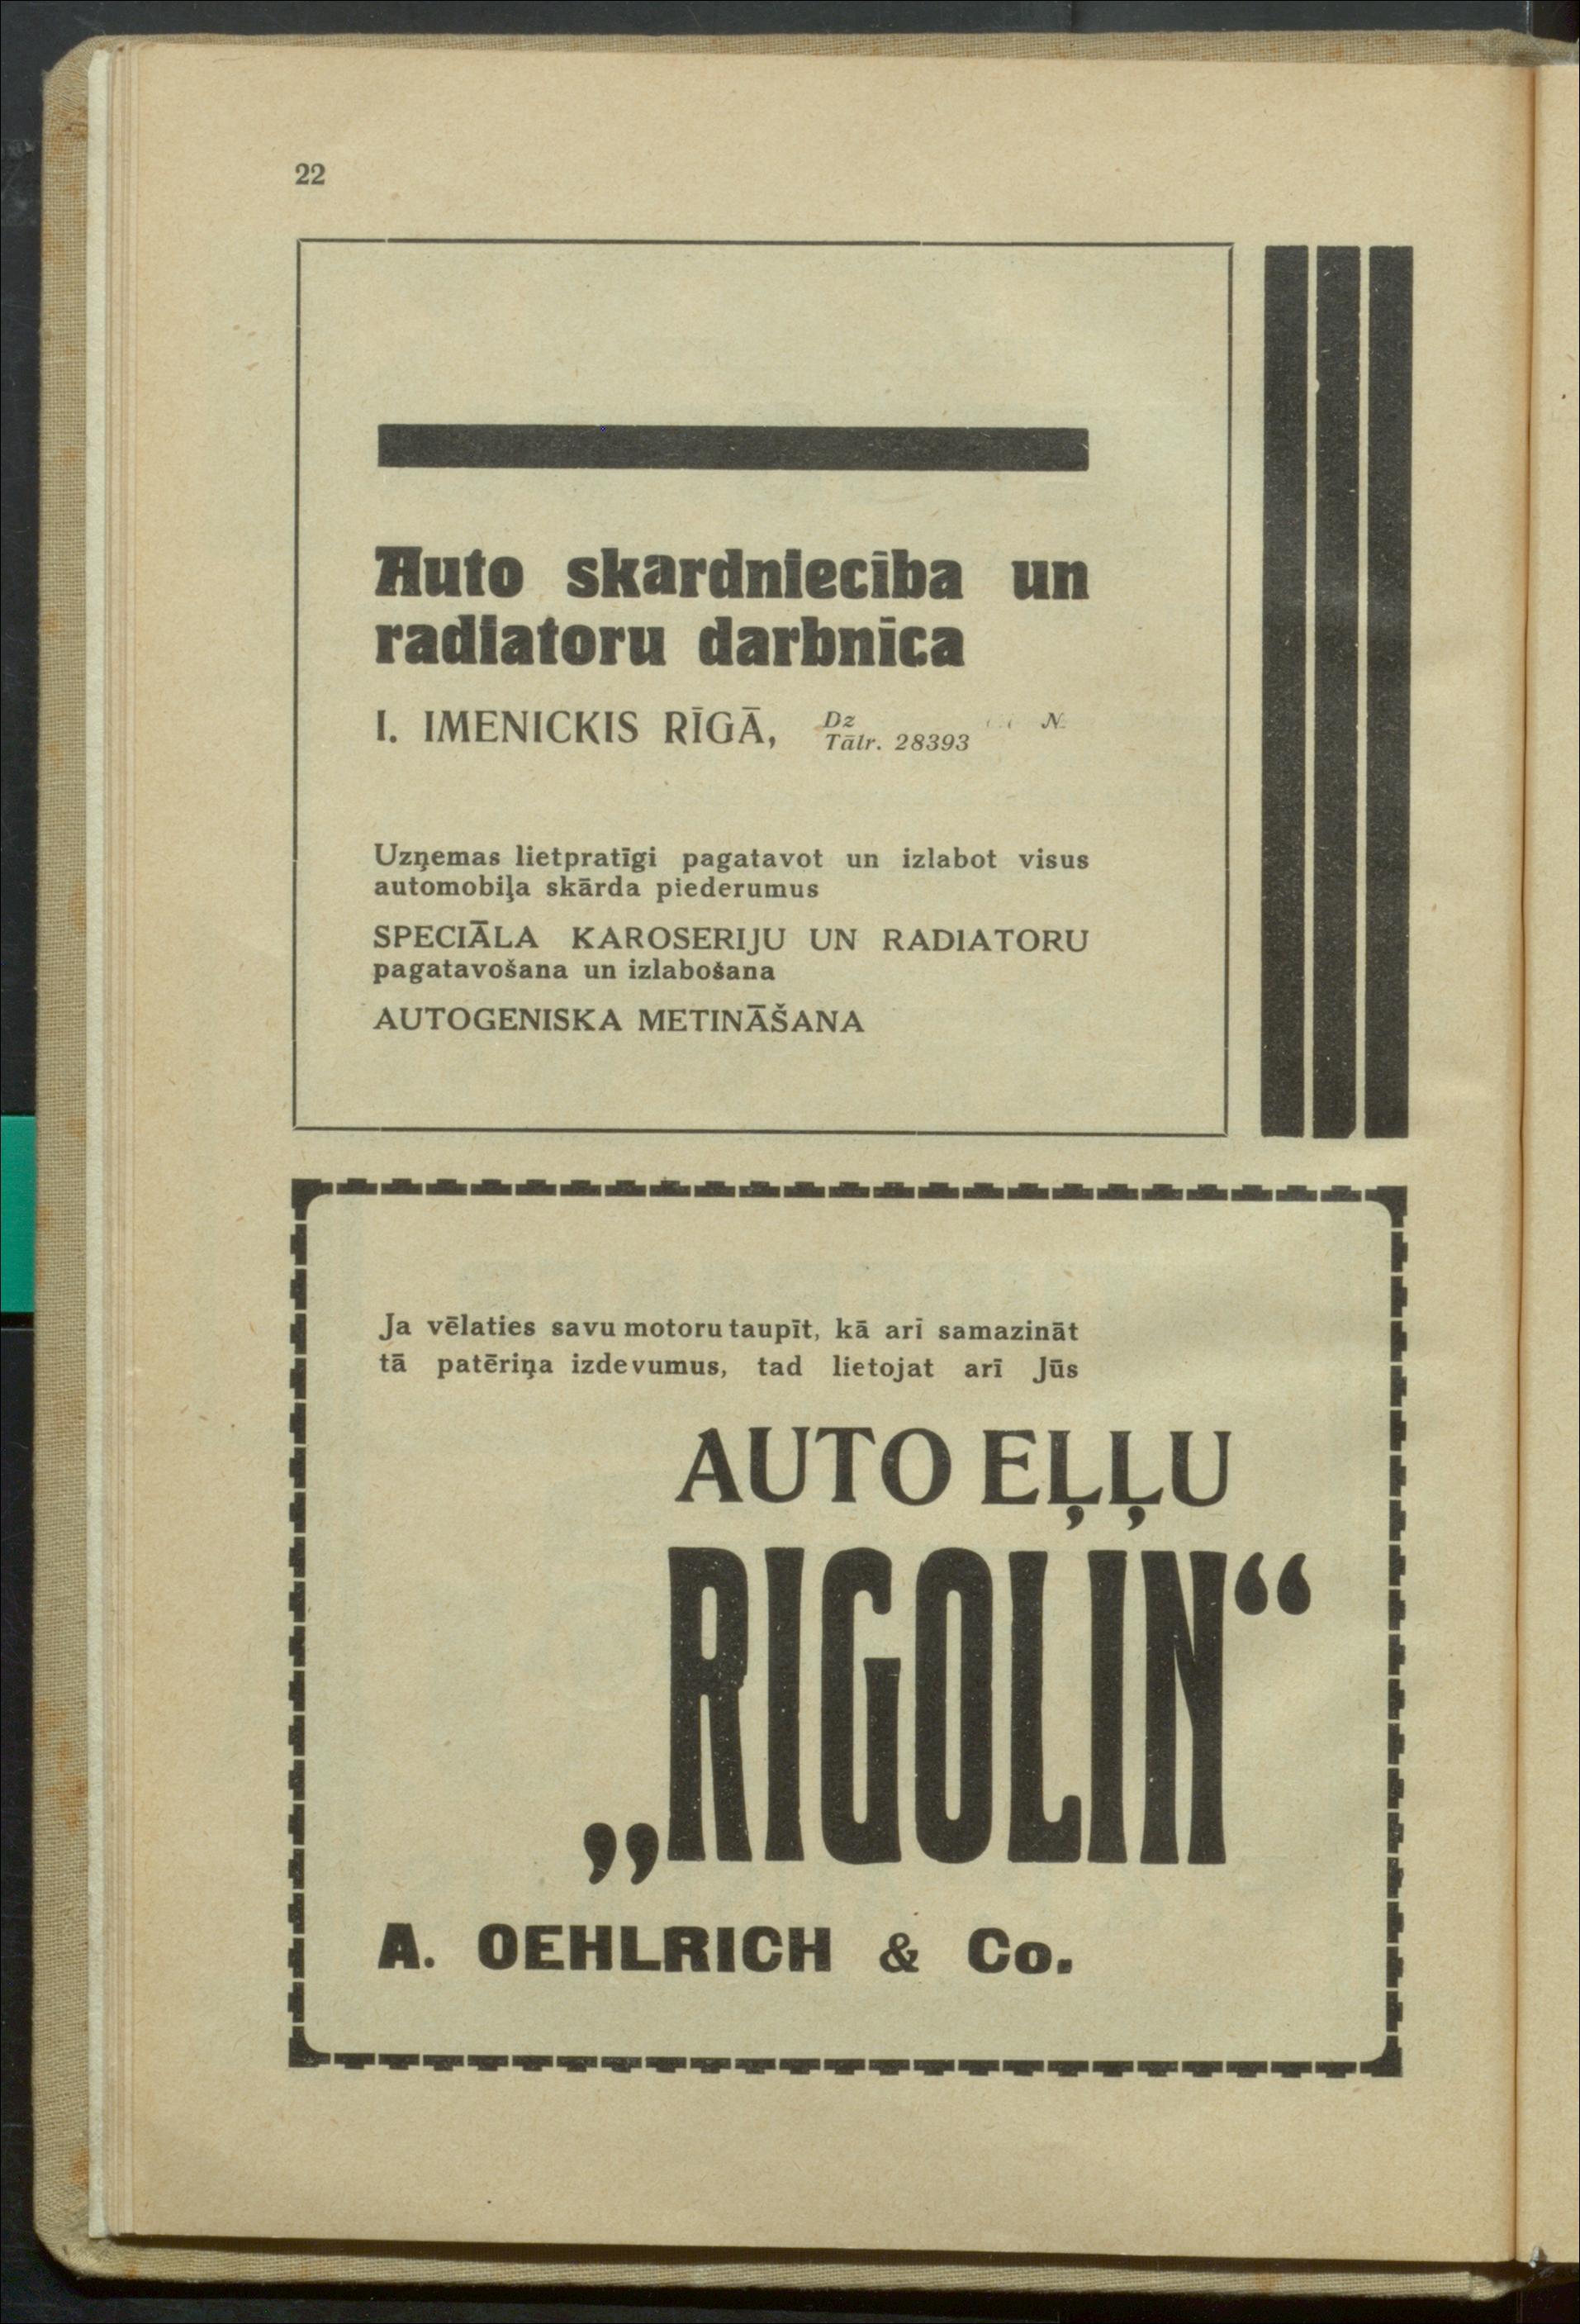 22
Auto skārdniecība un
radiatoru darbnīca
I. IMENICKIS RĪGĀ,
Tālr. 28393
Uzņemas lietpratīgi pagatavot un izlabot visus
automobiļa skārda piederumus
SPECIĀLA KAROSERIJU UN RADIATORU
pagatavošana un izlabošana
AUTOGENISKA METINĀŠANA
Ja vēlaties savu motoru taupīt, kā arī samazināt
tā patēriņa izdevumus, tad lietojat arī Jūs
AUTO EĻĻU
„RIGOLIN“
A. OEHLRICH & Co.